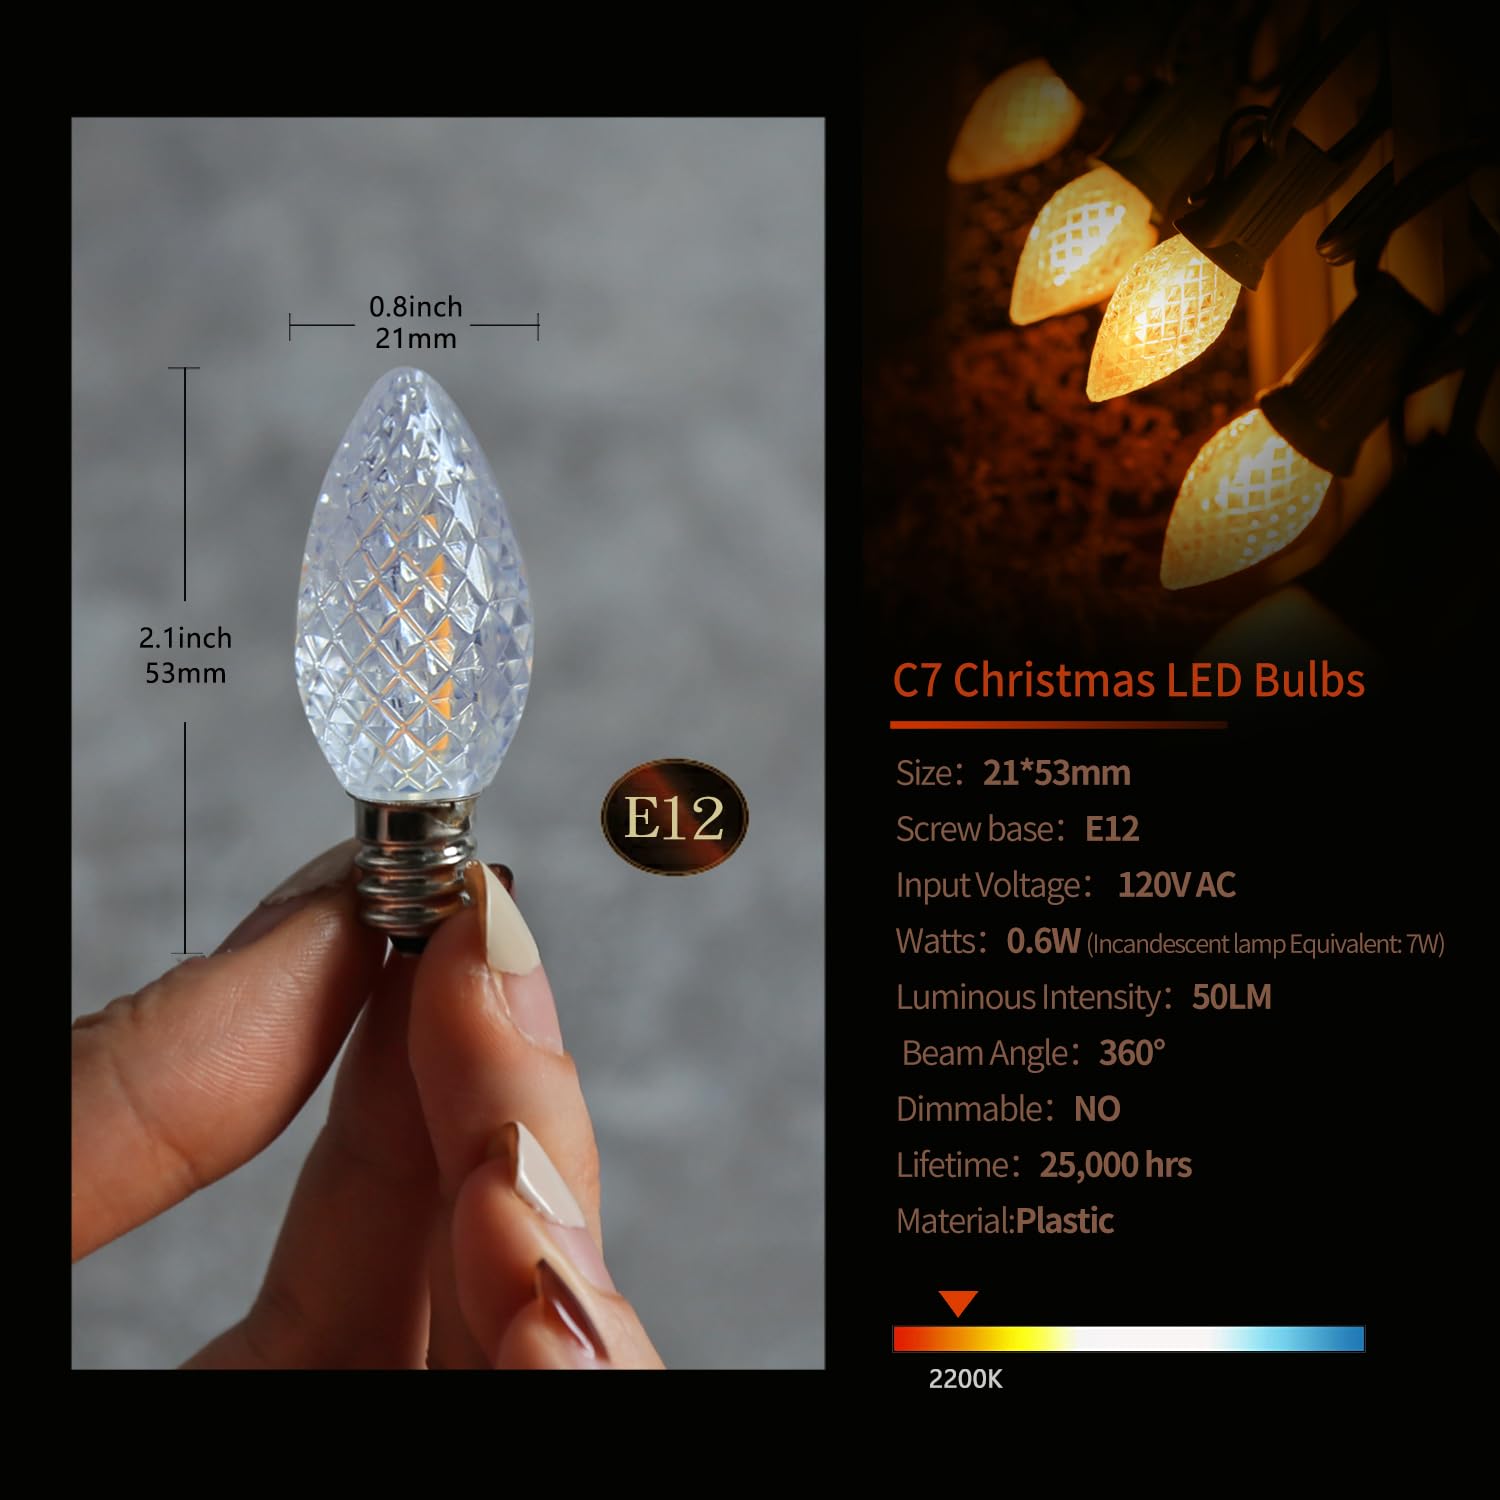 0.8inch
21mm
2.1inch
53mm
E12
C7 Christmas LED Bulbs
Size： 21*53mm
Screw base： E12
Input Voltage： 120V AC
Watts： 0.6W (Incandescent lamp Equivalent: 7W)
Luminous Intensity： 50LM
Beam Angle： 360°
Dimmable： NO
Lifetime： 25,000 hrs
Material:Plastic
2200K